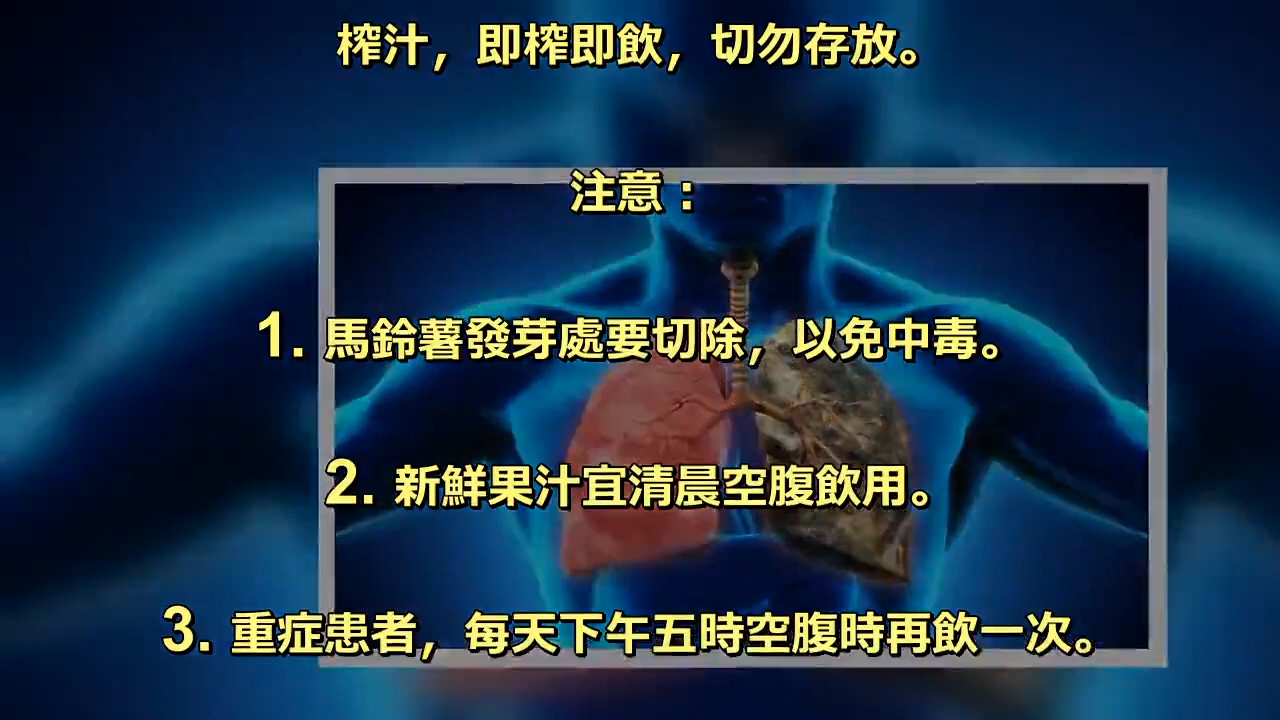 榨汁，即榨即飲，切勿存放。
注意：
1. 馬鈴薯發芽處要切除，以免中毒。
2. 新鮮果汁宜清晨空腹飲用。
3. 重症患者，每天下午五時空腹時再飲一次。